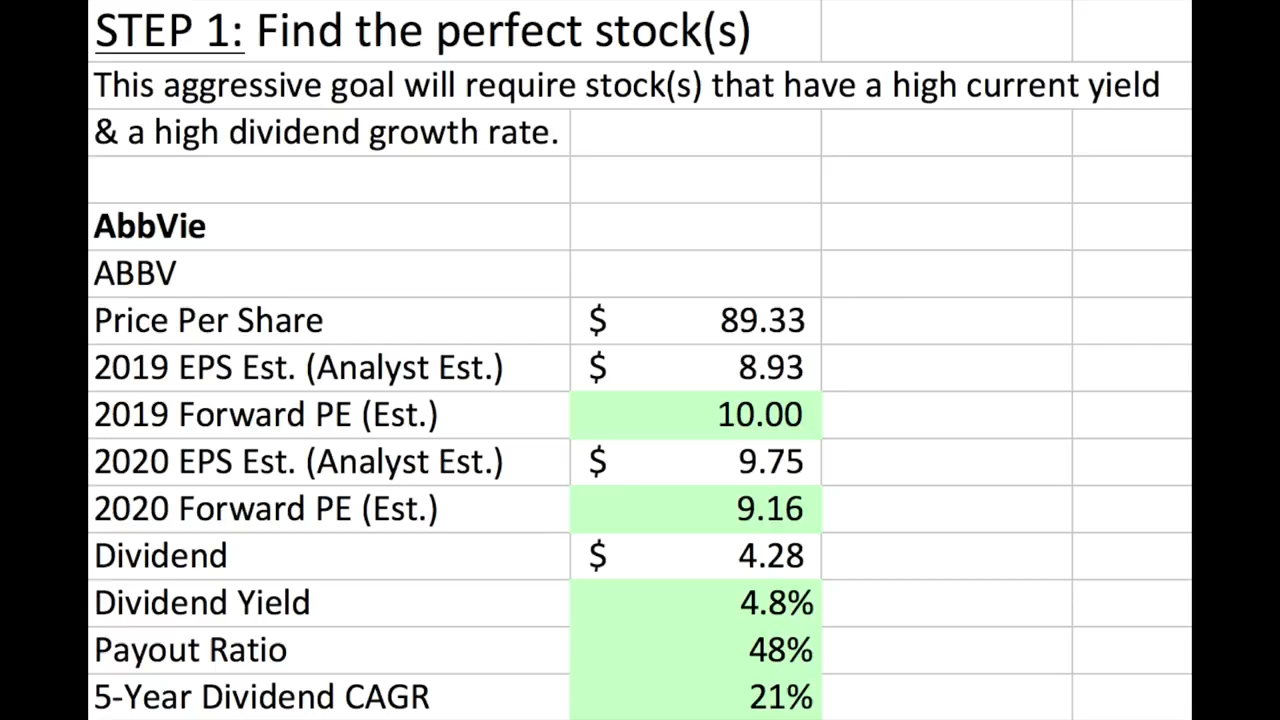 STEP 1: Find the perfect stock(s)
This aggressive goal will require stock(s) that have a high current yield
& a high dividend growth rate.
AbbVie
ABBV
Price Per Share $ 89.33
2019 EPS Est. (Analyst Est.) $ 8.93
2019 Forward PE (Est.) 10.00
2020 EPS Est. (Analyst Est.) $ 9.75
2020 Forward PE (Est.) 9.16
Dividend $ 4.28
Dividend Yield 4.8%
Payout Ratio 48%
5-Year Dividend CAGR 21%